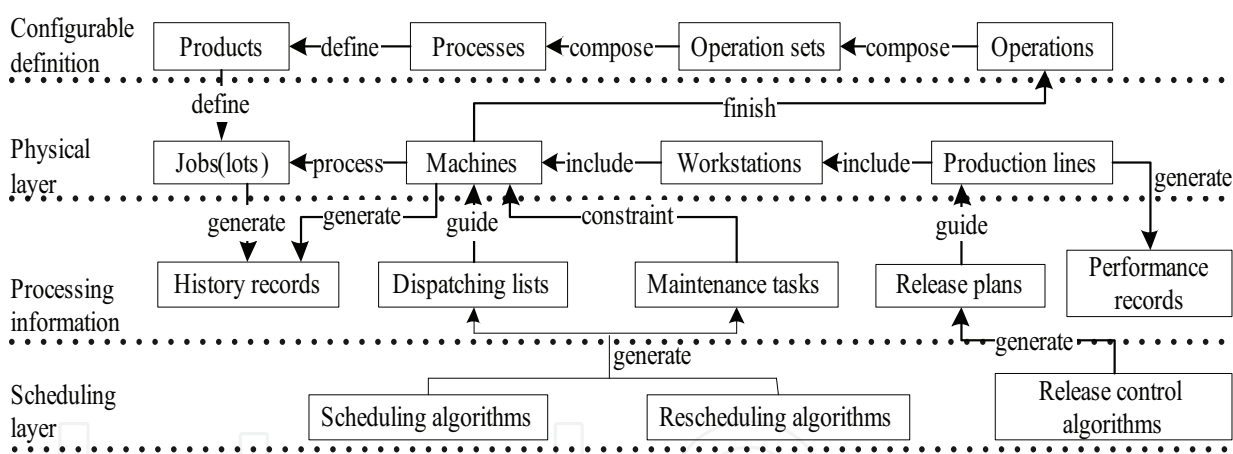 Configurable
definition
Products
define
Processes
compose
Operation sets
compose
Operations
define
finish
Physical
layer
Jobs(lots)
process
Machines
include
Workstations
include
Production lines
generate
generate
generate
guide
constraint
guide
Processing
information
History records
Dispatching lists
Maintenance tasks
Release plans
Performance
records
generate
generate
Scheduling
layer
Scheduling algorithms
Rescheduling algorithms
Release control
algorithms